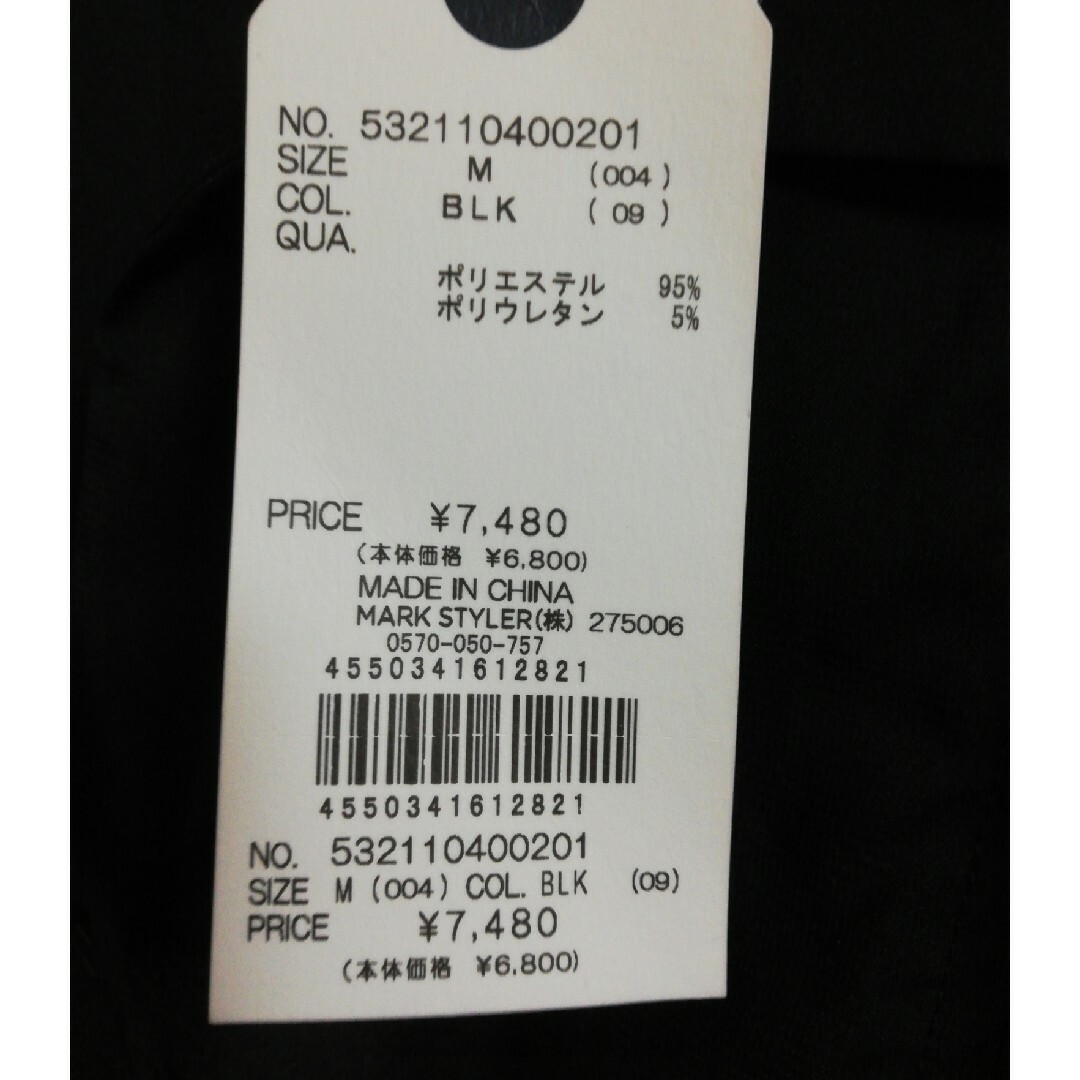 NO. 532110400201
SIZE M (004)
COL. BLK (09)
QUA.
ポリエステル 95%
ポリウレタン 5%
PRICE ¥7,480
(本体価格 ¥6,800)
MADE IN CHINA
MARK STYLER(株) 275006
0570-050-757
4550341612821
4550341612821
NO. 532110400201
SIZE M (004) COL. BLK (09)
PRICE ¥7,480
(本体価格 ¥6,800)